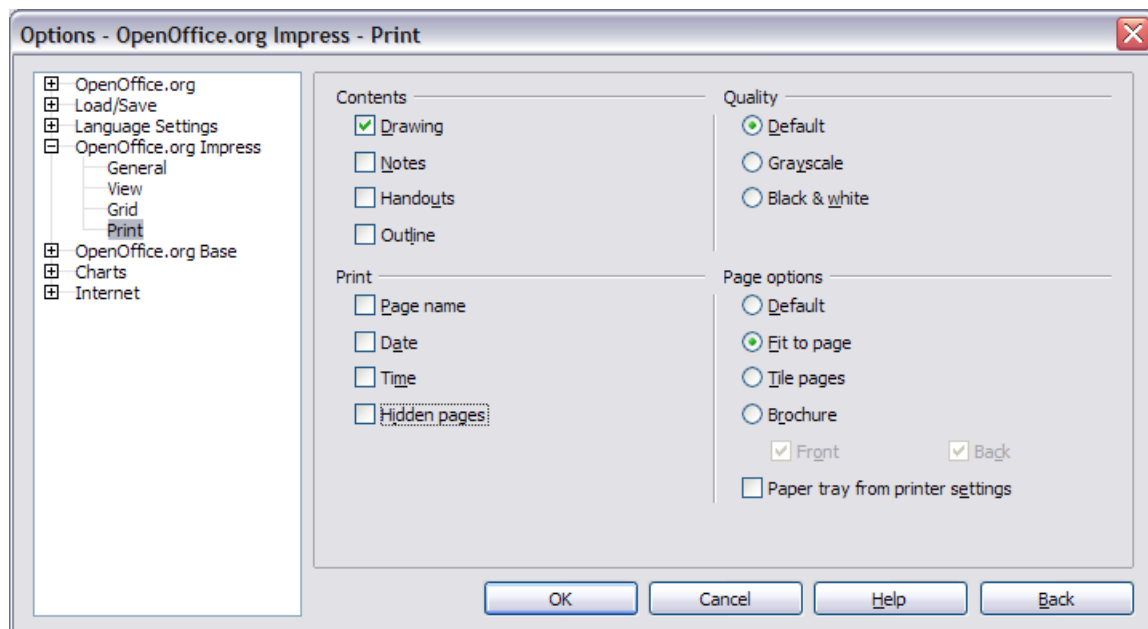 Options - OpenOffice.org Impress - Print
OpenOffice.org
Load/Save
Language Settings
OpenOffice.org Impress
General
View
Grid
Print
OpenOffice.org Base
Charts
Internet
Contents
Drawing
Notes
Handouts
Outline
Quality
Default
Grayscale
Black & white
Print
Page name
Date
Time
Hidden pages
Page options
Default
Fit to page
Tile pages
Brochure
Front Back
Paper tray from printer settings
OK Cancel Help Back